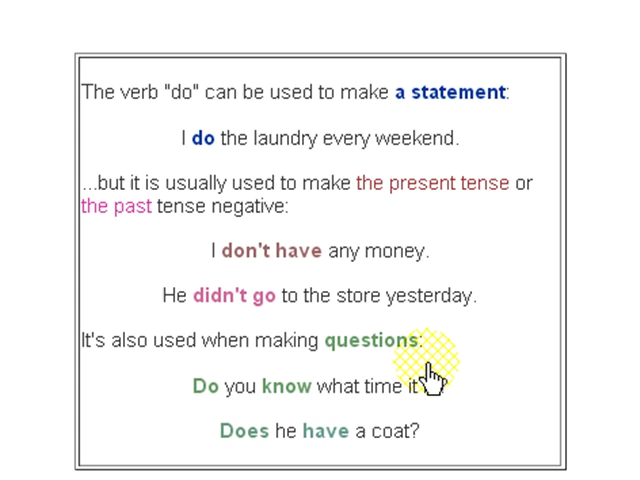 The verb "do" can be used to make a statement:
I do the laundry every weekend.
...but it is usually used to make the present tense or
the past tense negative:
I don't have any money.
He didn't go to the store yesterday.
It's also used when making questions:
Do you know what time it ?
Does he have a coat?